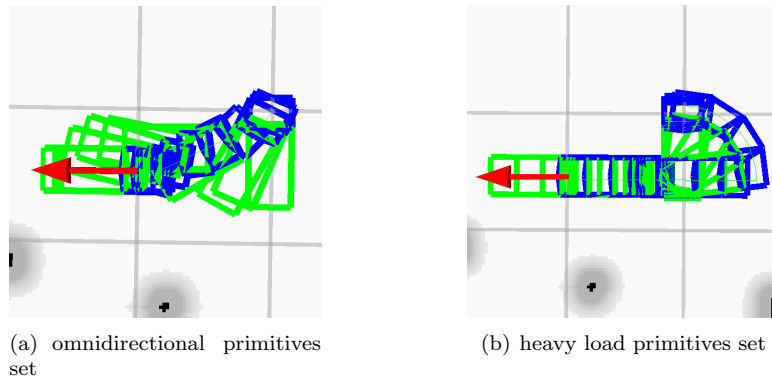 (a) omnidirectional primitives
set
(b) heavy load primitives set